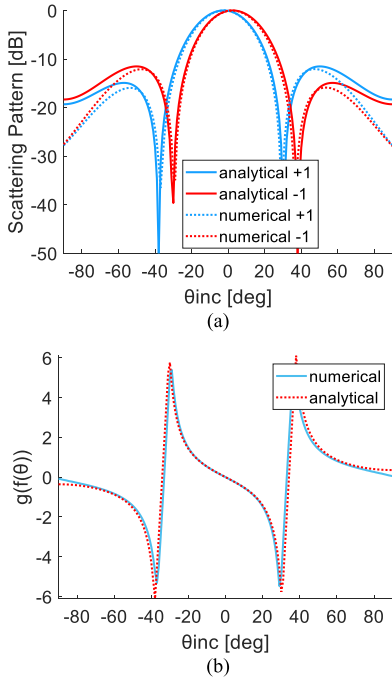 0
-10
-20
-30
-40
-50
Scattering Pattern [dB]
analytical +1
analytical -1
numerical +1
numerical -1
-80 -60 -40 -20 0 20 40 60 80
θinc [deg]
(a)
6
4
2
0
-2
-4
-6
g(f(θ))
numerical
analytical
-80 -60 -40 -20 0 20 40 60 80
θinc [deg]
(b)